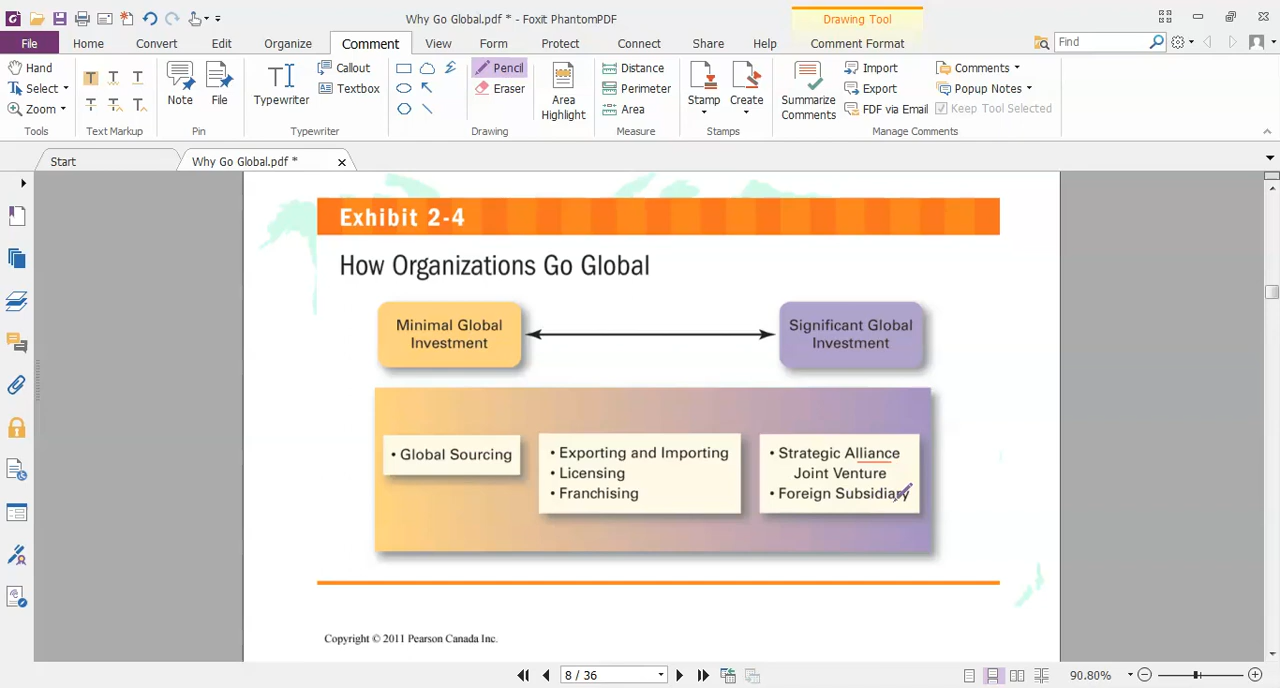 Why Go Global.pdf * - Foxit PhantomPDF
Drawing Tool
File Home Convert Edit Organize Comment View Form Protect Connect Share Help Comment Format Find
Hand
Select
Zoom
Tools
Text Markup
Note
File
Pin
Typewriter
Callout
Textbox
Typewriter
Pencil
Eraser
Drawing
Area Highlight
Distance
Perimeter
Area
Measure
Stamp
Create
Stamps
Summarize Comments
Import
Export
FDF via Email
Comments
Popup Notes
Keep Tool Selected
Manage Comments
Start
Why Go Global.pdf *
Exhibit 2-4
How Organizations Go Global
Minimal Global
Investment
Significant Global
Investment
• Global Sourcing
• Exporting and Importing
• Licensing
• Franchising
• Strategic Alliance
Joint Venture
• Foreign Subsidiary
Copyright © 2011 Pearson Canada Inc.
8 / 36
90.80%